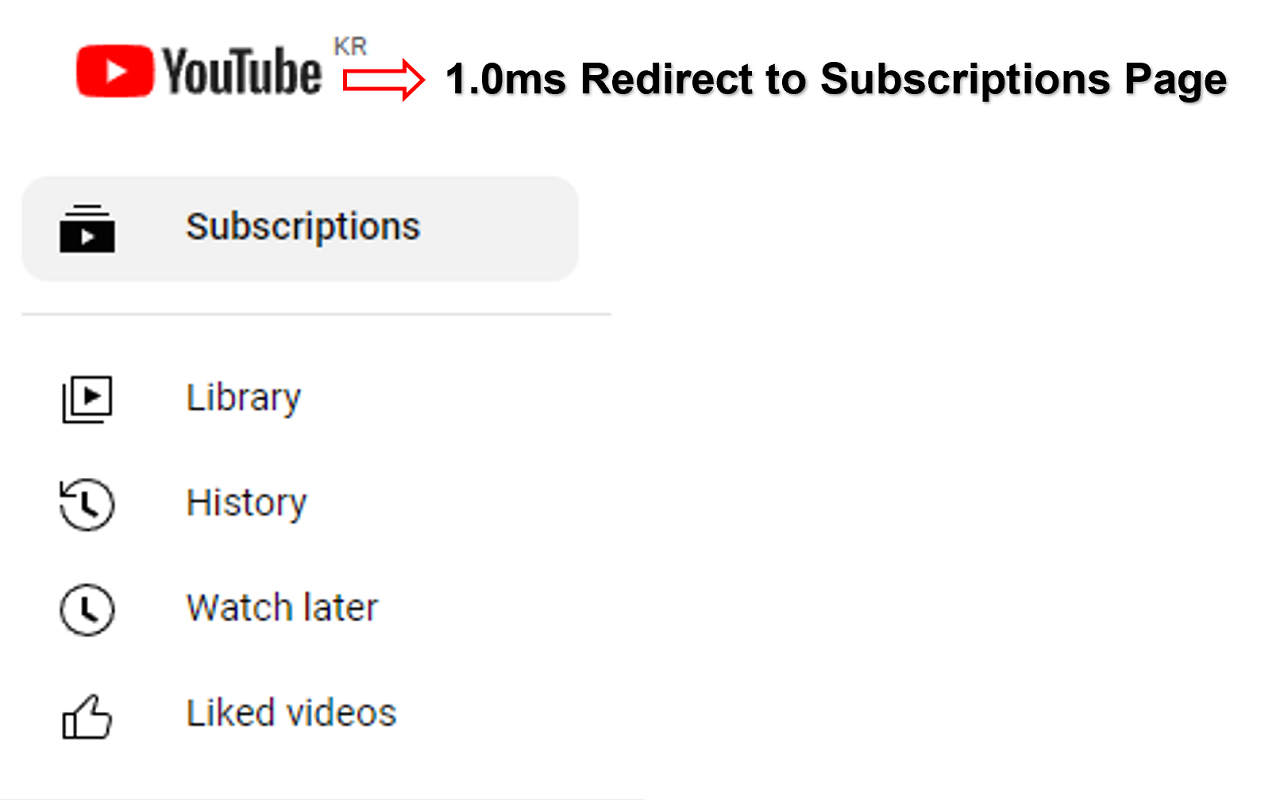 YouTube KR
1.0ms Redirect to Subscriptions Page
Subscriptions
Library
History
Watch later
Liked videos